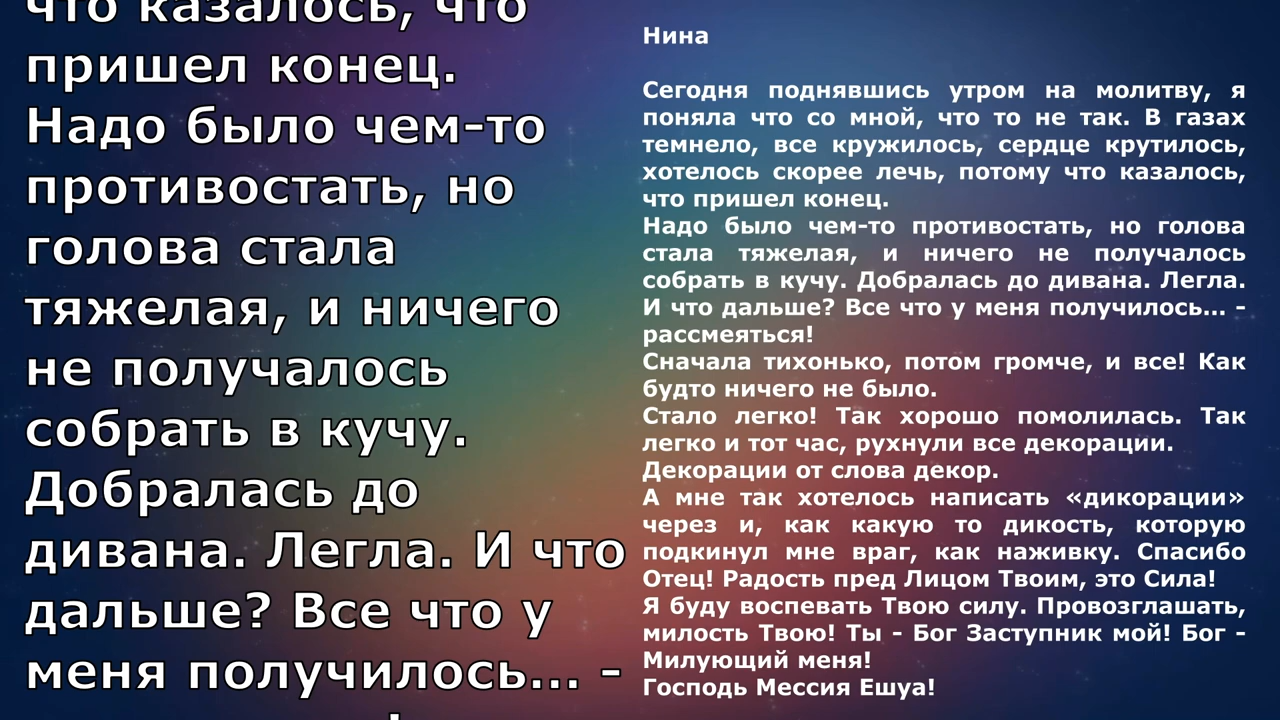 что казалось, что
пришел конец.
Надо было чем-то
противостать, но
голова стала
тяжелая, и ничего
не получалось
собрать в кучу.
Добралась до
дивана. Легла. И что
дальше? Все что у
меня получилось... -
Нина
Сегодня поднявшись утром на молитву, я
поняла что со мной, что то не так. В газах
темнело, все кружилось, сердце крутилось,
хотелось скорее лечь, потому что казалось,
что пришел конец.
Надо было чем-то противостать, но голова
стала тяжелая, и ничего не получалось
собрать в кучу. Добралась до дивана. Легла.
И что дальше? Все что у меня получилось... -
рассмеяться!
Сначала тихонько, потом громче, и все! Как
будто ничего не было.
Стало легко! Так хорошо помолилась. Так
легко и тот час, рухнули все декорации.
Декорации от слова декор.
А мне так хотелось написать «дикорации»
через и, как какую то дикость, которую
подкинул мне враг, как наживку. Спасибо
Отец! Радость пред Лицом Твоим, это Сила!
Я буду воспевать Твою силу. Провозглашать,
милость Твою! Ты - Бог Заступник мой! Бог -
Милующий меня!
Господь Мессия Ешуа!